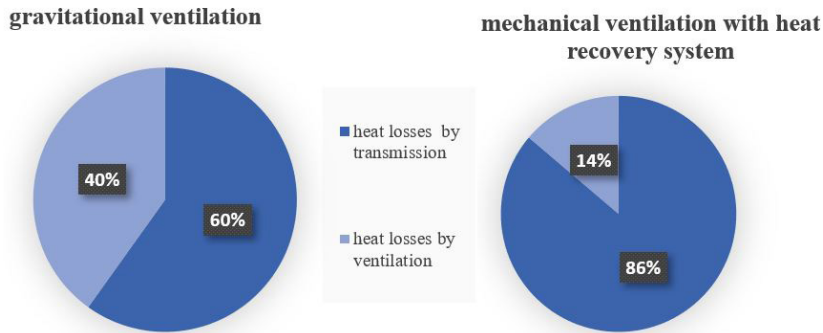 gravitational ventilation
40%
60%
heat losses by
transmission
heat losses by
ventilation
mechanical ventilation with heat
recovery system
14%
86%